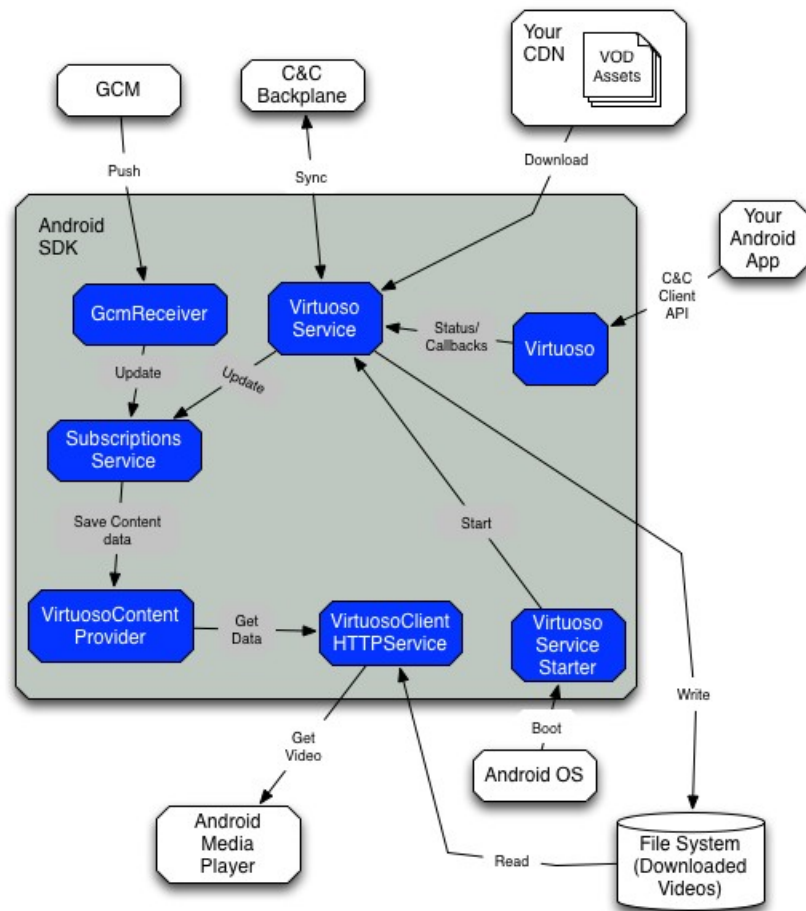 Your
CDN
VOD
Assets
GCM
C&C
Backplane
Push
Sync
Download
Android
SDK
Your
Android
App
C&C
Client
API
GcmReceiver
Virtuoso
Service
Status/
Callbacks
Virtuoso
Update
Update
Subscriptions
Service
Save Content
data
Start
VirtuosoContent
Provider
Get
Data
VirtuosoClient
HTTPService
Virtuoso
Service
Starter
Write
Get
Video
Boot
Android OS
Android
Media
Player
Read
File System
(Downloaded
Videos)